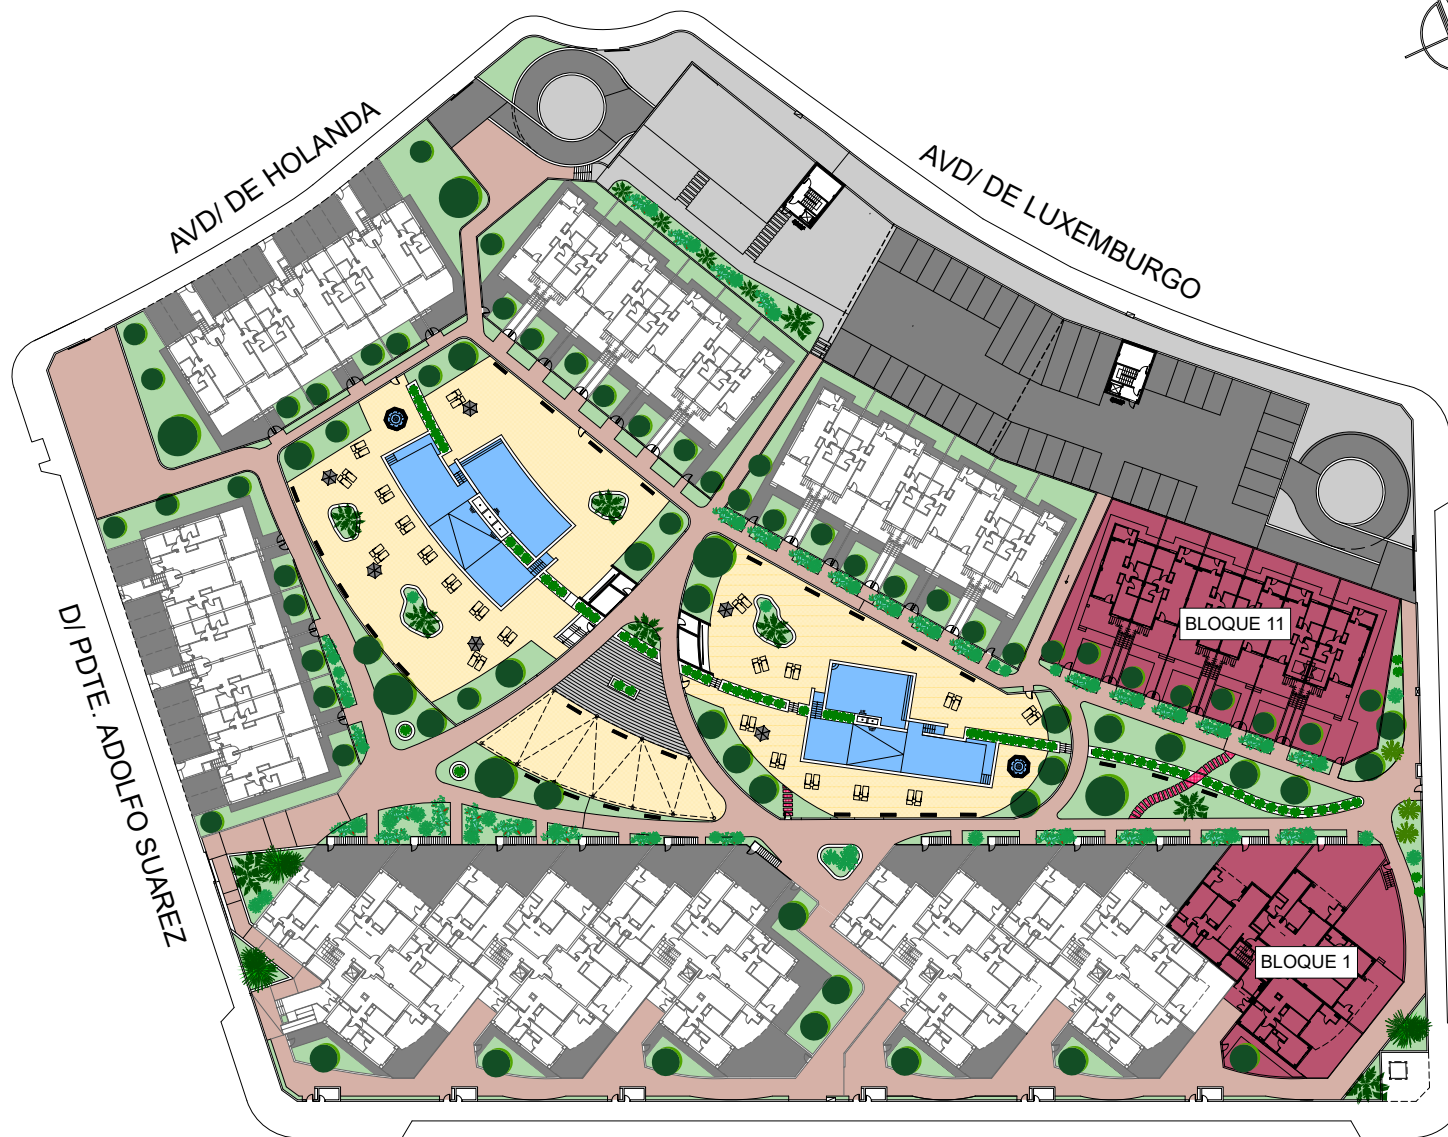 AVD/ DE HOLANDA
AVD/ DE LUXEMBURGO
D/ PDTE. ADOLFO SUAREZ
BLOQUE 11
BLOQUE 1